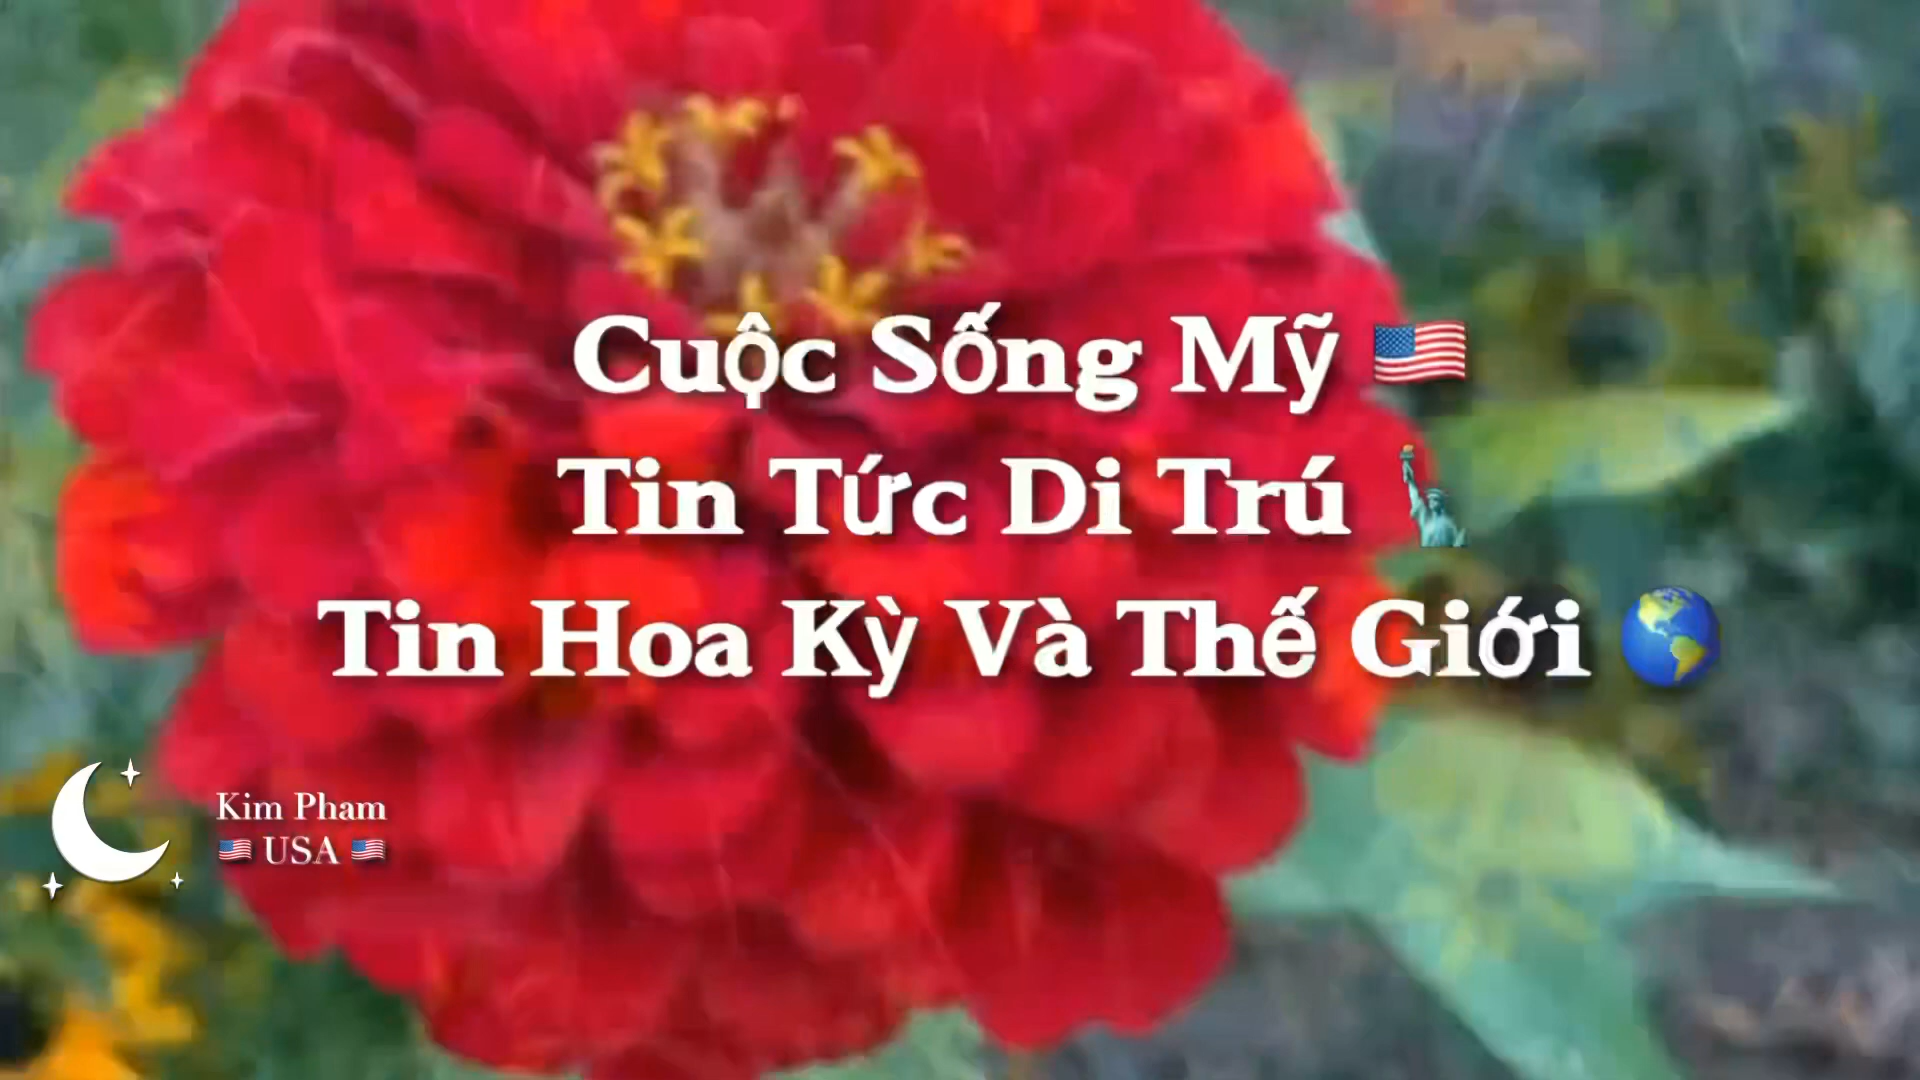 Cuộc Sống Mỹ 🇺🇸
Tin Tức Di Trú 🗽
Tin Hoa Kỳ Và Thế Giới 🌎
Kim Pham
🇺🇸 USA 🇺🇸